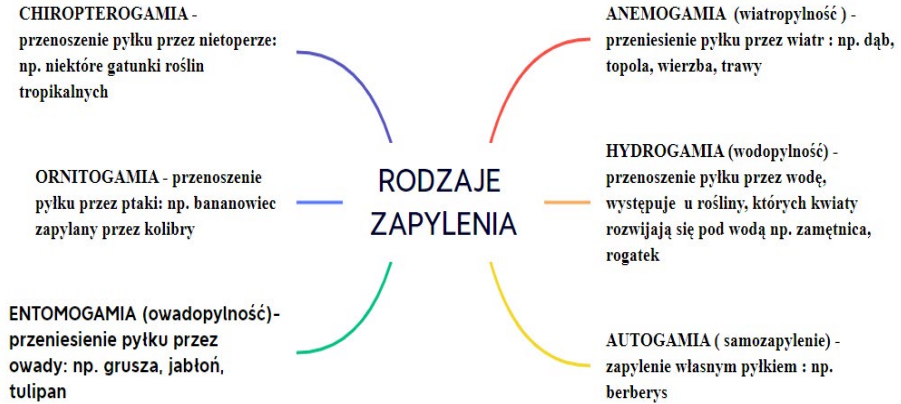 CHIROPTEROGAMIA -
przenoszenie pyłku przez nietoperze:
np. niektóre gatunki roślin
tropikalnych
ORNITOGAMIA - przenoszenie
pyłku przez ptaki: np. bananowiec
zapylany przez kolibry
ENTOMOGAMIA (owadopylność)-
przeniesienie pyłku przez
owady: np. grusza, jabłoń,
tulipan
RODZAJE
ZAPYLENIA
ANEMOGAMIA (wiatropylność ) -
przeniesienie pyłku przez wiatr : np. dąb,
topola, wierzba, trawy
HYDROGAMIA (wodopylność) -
przenoszenie pyłku przez wodę,
występuje u rośliny, których kwiaty
rozwijają się pod wodą np. zamętnica,
rogatek
AUTOGAMIA ( samozapylenie) -
zapylenie własnym pyłkiem : np.
berberys